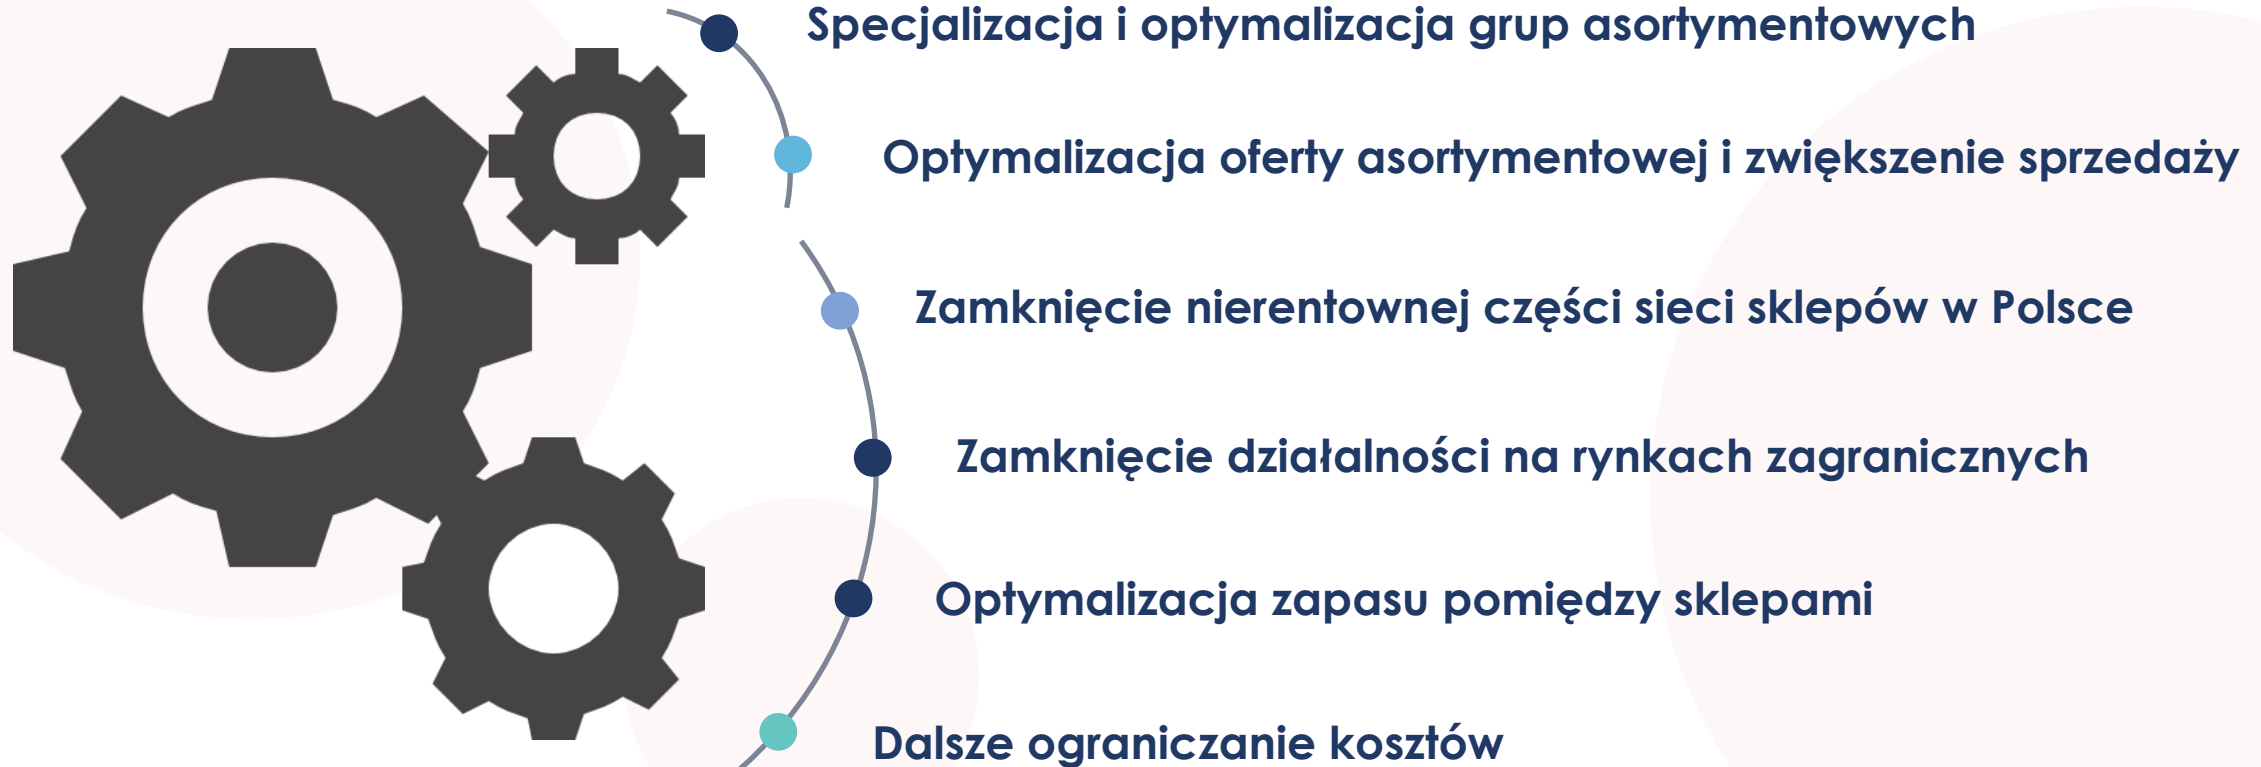 Specjalizacja i optymalizacja grup asortymentowych
Optymalizacja oferty asortymentowej i zwiększenie sprzedaży
Zamknięcie nierentownej części sieci sklepów w Polsce
Zamknięcie działalności na rynkach zagranicznych
Optymalizacja zapasu pomiędzy sklepami
Dalsze ograniczanie kosztów